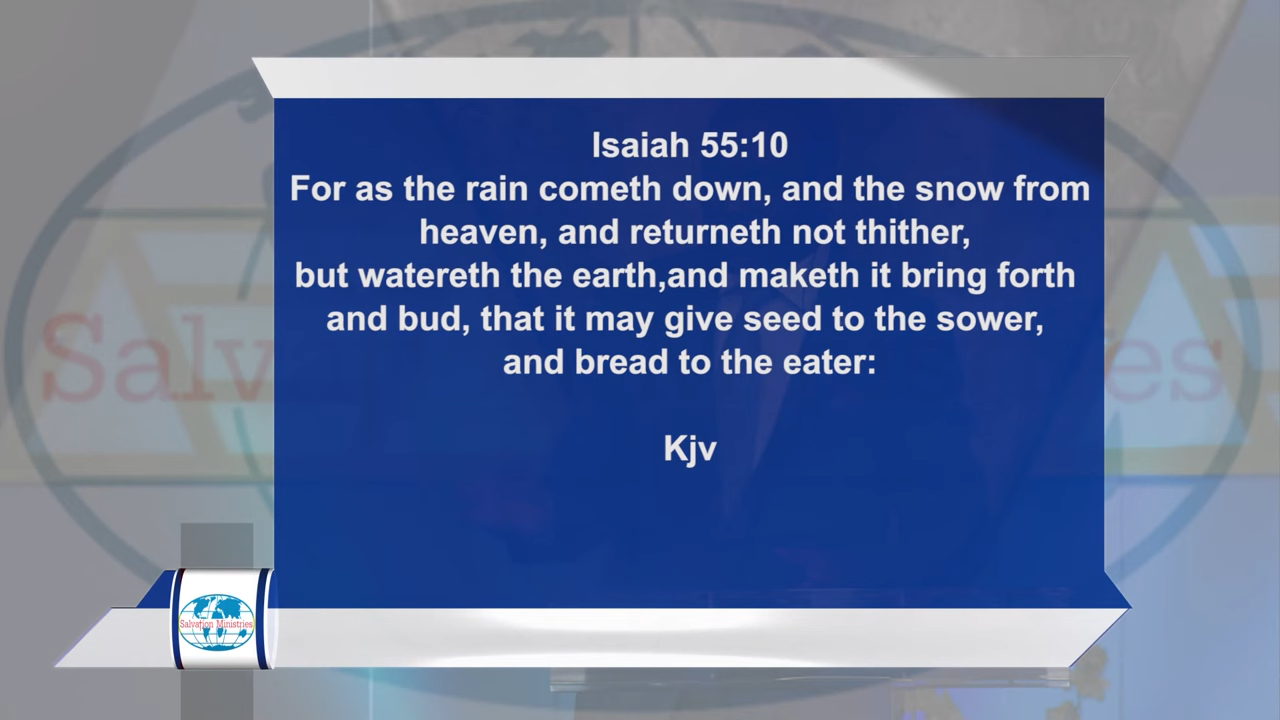 Isaiah 55:10
For as the rain cometh down, and the snow from
heaven, and returneth not thither,
but watereth the earth,and maketh it bring forth
and bud, that it may give seed to the sower,
and bread to the eater:
Kjv
Salv
es
Salvation Ministries